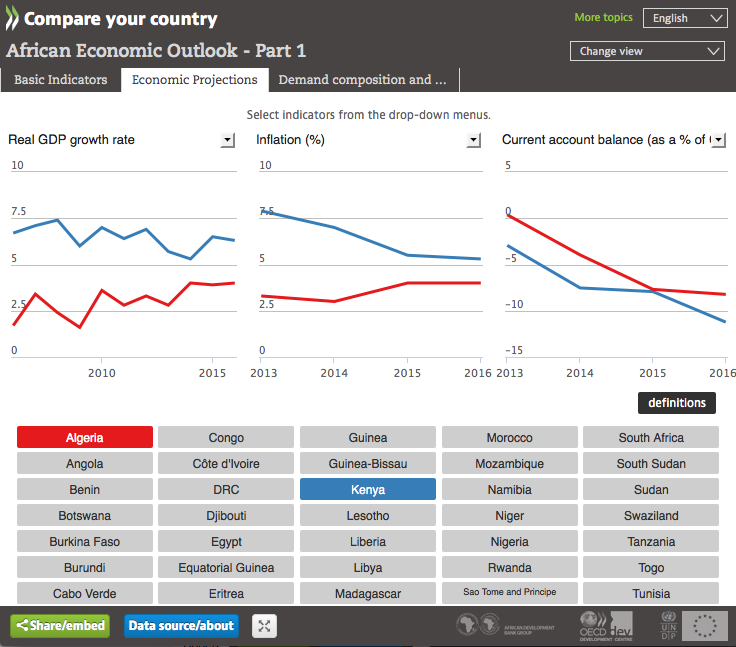 Compare your country
More topics
English
African Economic Outlook - Part 1
Change view
Basic Indicators
Economic Projections
Demand composition and ...
Select indicators from the drop-down menus.
Real GDP growth rate
Inflation (%)
Current account balance (as a % of
10
7.5
5
2.5
0
2010
2015
10
7.5
5
2.5
0
2013
2014
2015
2016
5
0
−5
−10
−15
2013
2014
2015
2016
definitions
Algeria
Congo
Guinea
Morocco
South Africa
Angola
Côte d'Ivoire
Guinea-Bissau
Mozambique
South Sudan
Benin
DRC
Kenya
Namibia
Sudan
Botswana
Djibouti
Lesotho
Niger
Swaziland
Burkina Faso
Egypt
Liberia
Nigeria
Tanzania
Burundi
Equatorial Guinea
Libya
Rwanda
Togo
Cabo Verde
Eritrea
Madagascar
Sao Tome and Principe
Tunisia
Share/embed
Data source/about
AFRICAN DEVELOPMENT
BANK GROUP
OECD dev
DEVELOPMENT CENTRE
UN
DP